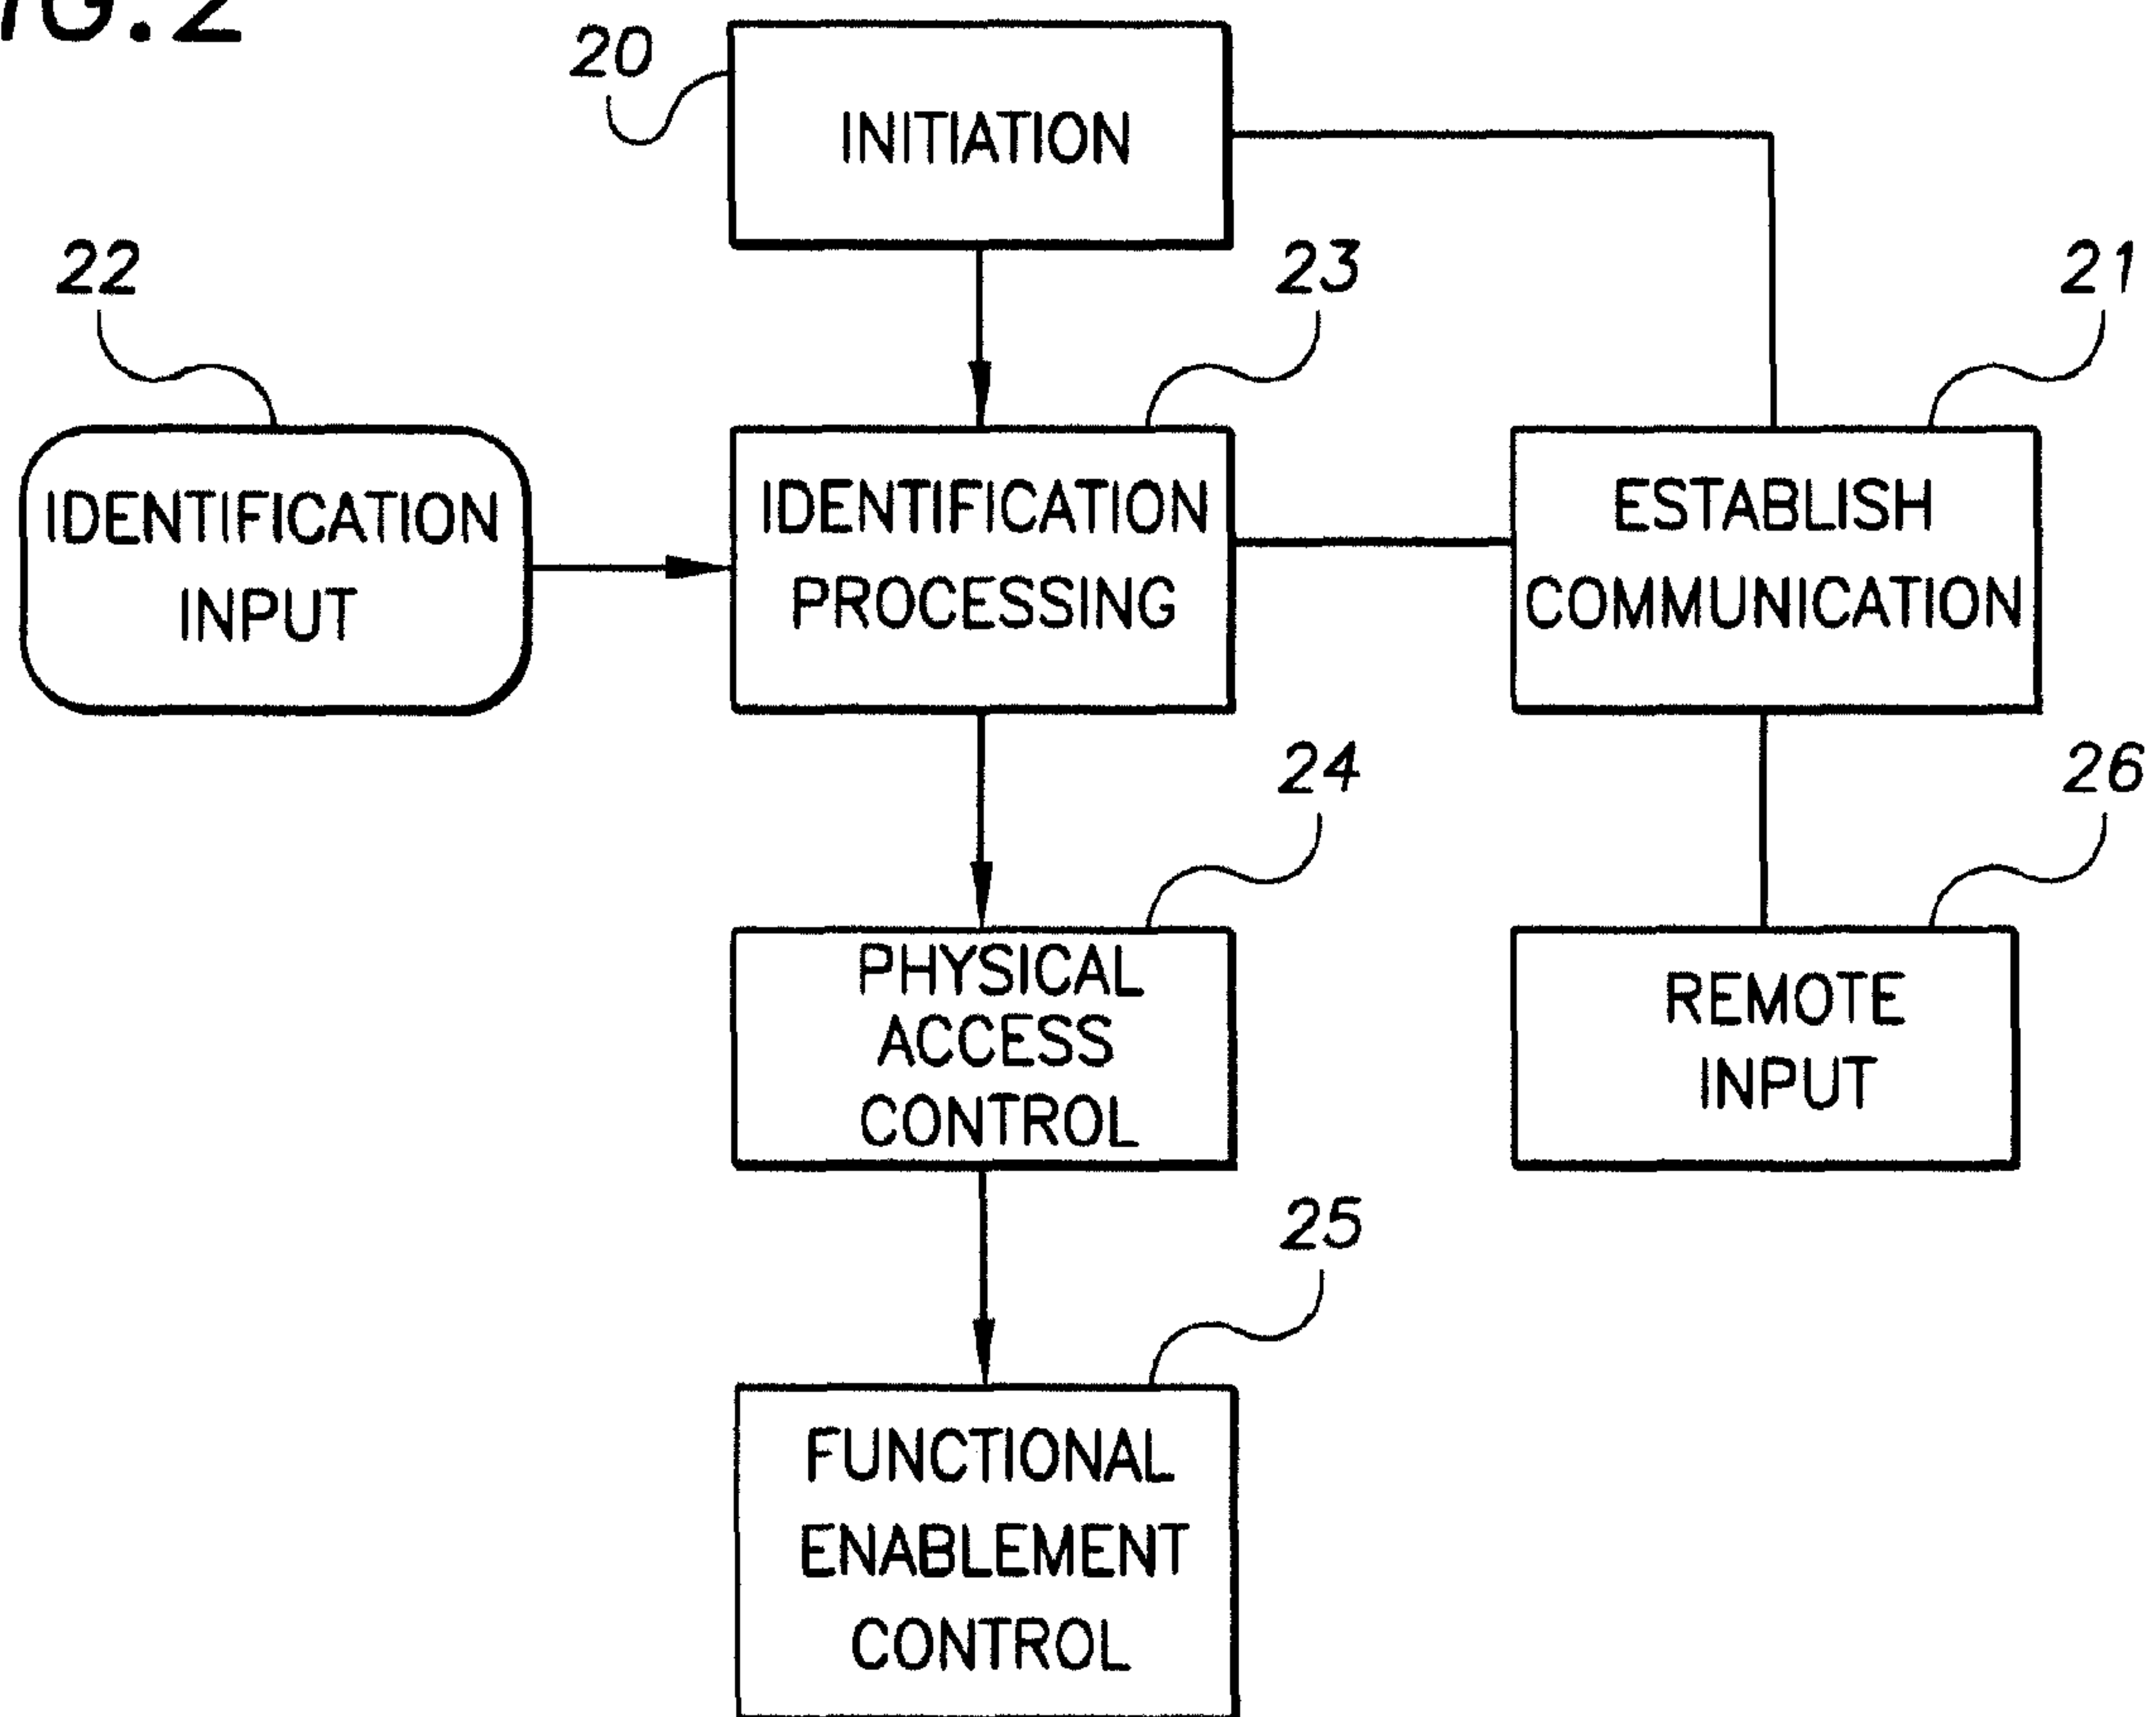 IG.2
20
INITIATION
22
23
21
IDENTIFICATION
INPUT
IDENTIFICATION
PROCESSING
ESTABLISH
COMMUNICATION
24
26
PHYSICAL
ACCESS
CONTROL
REMOTE
INPUT
25
FUNCTIONAL
ENABLEMENT
CONTROL